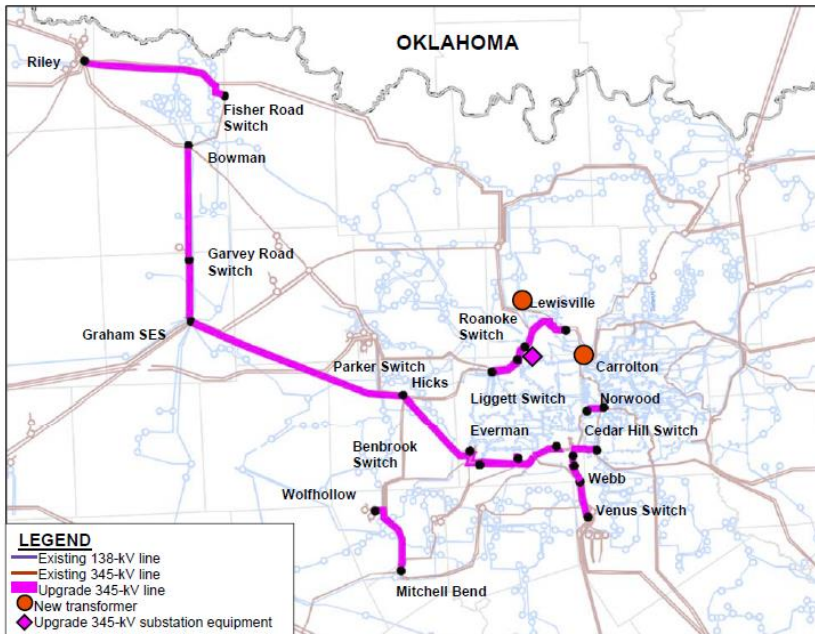 OKLAHOMA
Riley
Fisher Road
Switch
Bowman
Garvey Road
Switch
Graham SES
Lewisville
Roanoke
Switch
Parker Switch
Hicks
Carrolton
Liggett Switch
Norwood
Everman
Cedar Hill Switch
Benbrook
Switch
Webb
Wolfhollow
Venus Switch
Mitchell Bend
LEGEND
Existing 138-kV line
Existing 345-kV line
Upgrade 345-kV line
New transformer
Upgrade 345-kV substation equipment